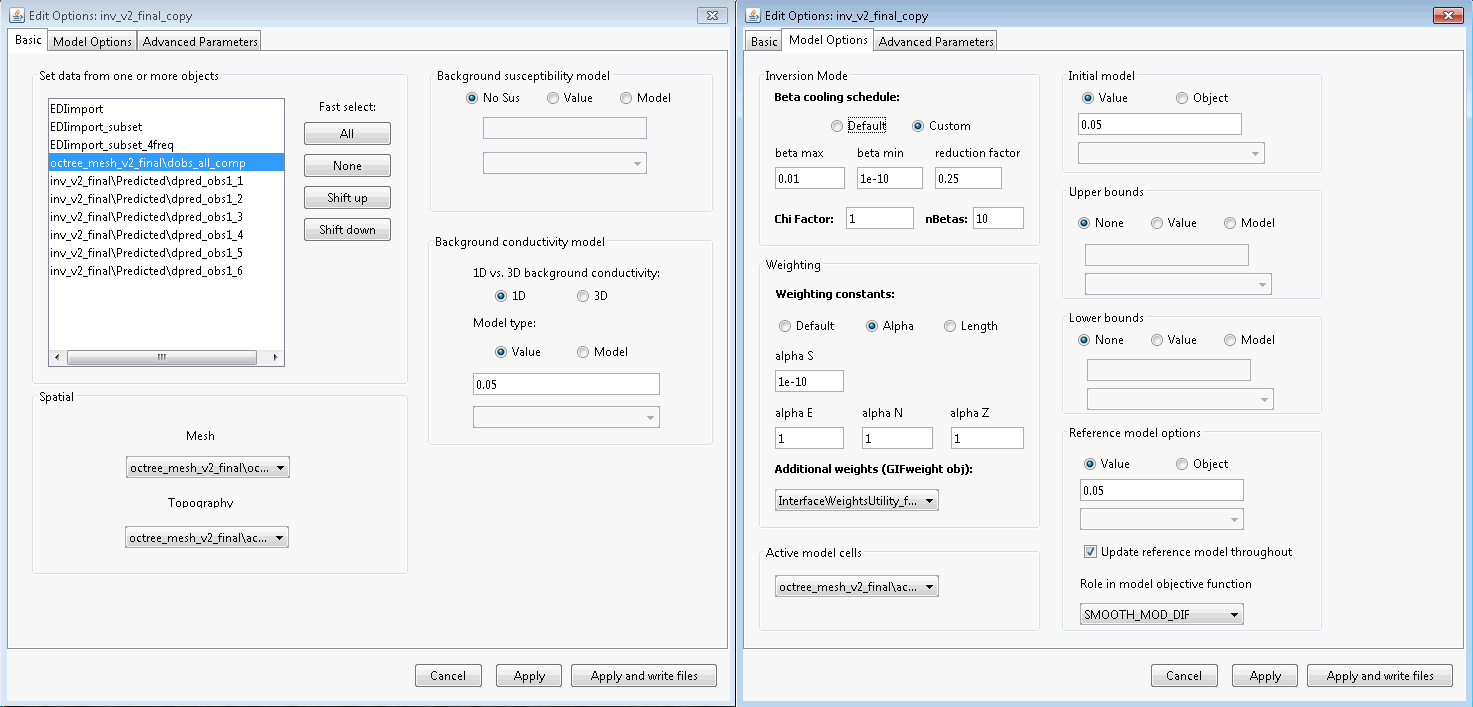 Edit Options: inv_v2_final_copy
Basic Model Options Advanced Parameters
Set data from one or more objects
EDIimport
EDIimport_subset
EDIimport_subset_4freq
octree_mesh_v2_final\dobs_all_comp
inv_v2_final\Predicted\dpred_obs1_1
inv_v2_final\Predicted\dpred_obs1_2
inv_v2_final\Predicted\dpred_obs1_3
inv_v2_final\Predicted\dpred_obs1_4
inv_v2_final\Predicted\dpred_obs1_5
inv_v2_final\Predicted\dpred_obs1_6
Fast select:
All
None
Shift up
Shift down
Spatial
Mesh
octree_mesh_v2_final\oc...
Topography
octree_mesh_v2_final\ac...
Background susceptibility model
No Sus Value Model
Background conductivity model
1D vs. 3D background conductivity:
1D 3D
Model type:
Value Model
0.05
Cancel Apply Apply and write files
Edit Options: inv_v2_final_copy
Basic Model Options Advanced Parameters
Inversion Mode
Beta cooling schedule:
Default Custom
beta max beta min reduction factor
0.01 1e-10 0.25
Chi Factor: 1 nBetas: 10
Weighting
Weighting constants:
Default Alpha Length
alpha S
1e-10
alpha E alpha N alpha Z
1 1 1
Additional weights (GIFweight obj):
InterfaceWeightsUtility_f...
Active model cells
octree_mesh_v2_final\ac...
Initial model
Value Object
0.05
Upper bounds
None Value Model
Lower bounds
None Value Model
Reference model options
Value Object
0.05
Update reference model throughout
Role in model objective function
SMOOTH_MOD_DIF
Cancel Apply Apply and write files